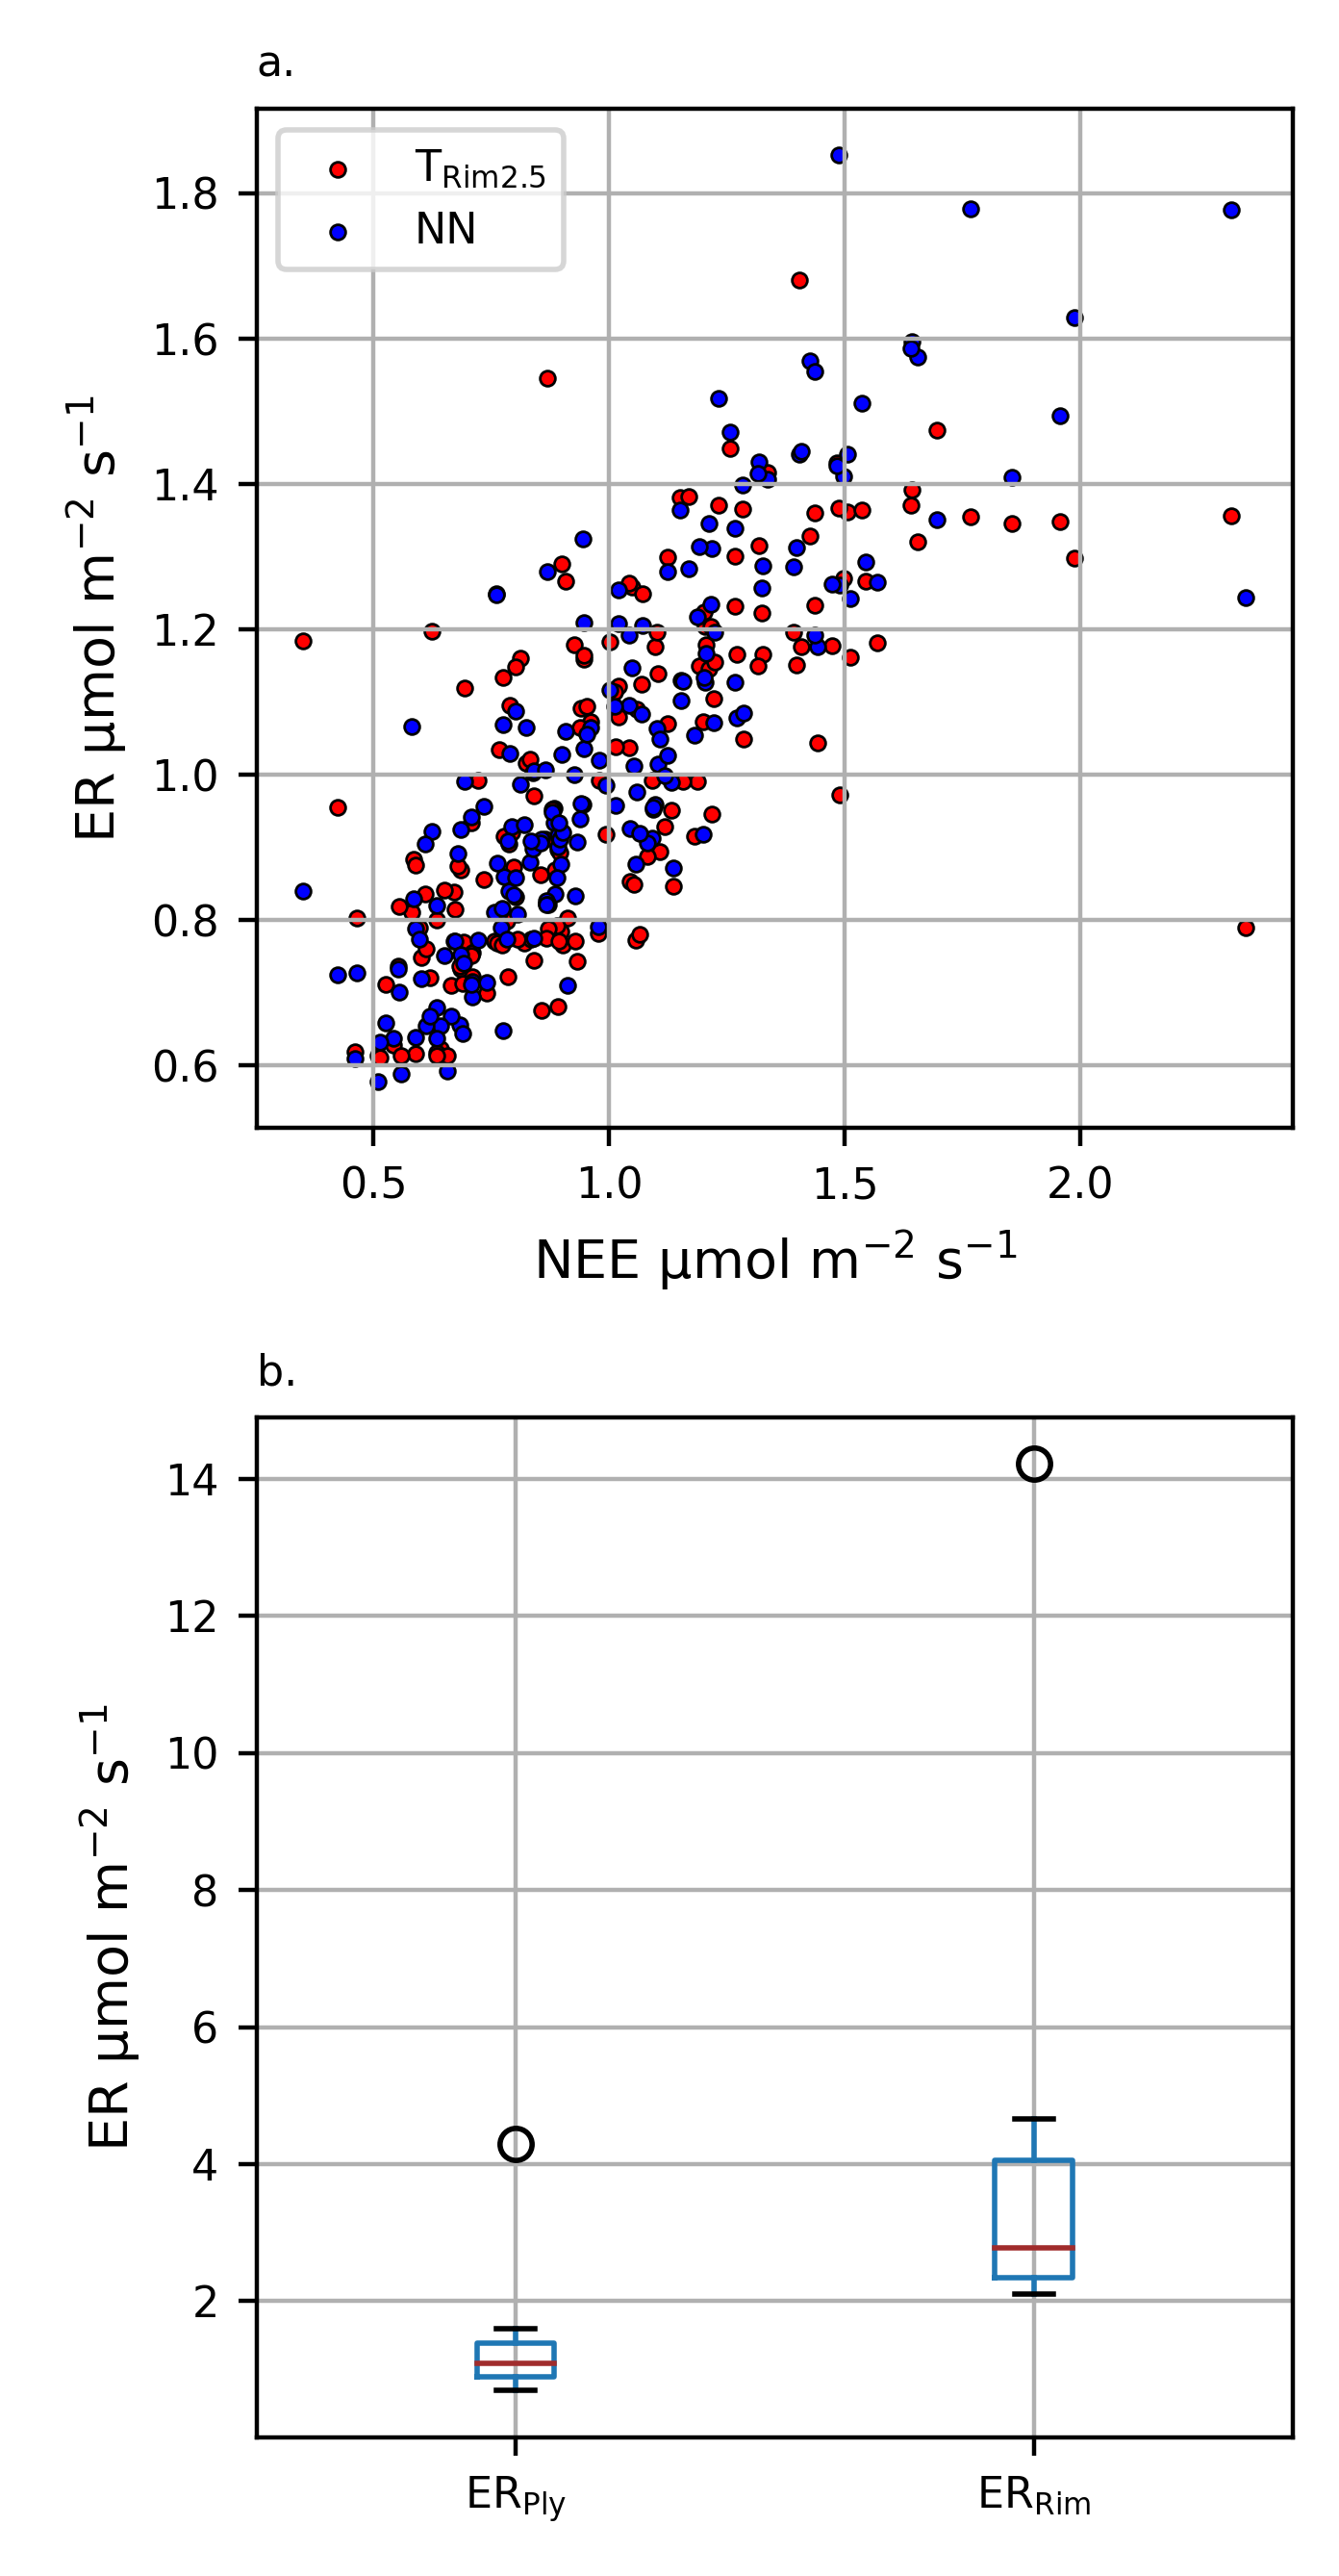 a.
T_Rim2.5
NN
1.8
1.6
1.4
1.2
1.0
0.8
0.6
ER µmol m⁻² s⁻¹
0.5 1.0 1.5 2.0
NEE µmol m⁻² s⁻¹
b.
14
12
10
8
6
4
2
ER µmol m⁻² s⁻¹
ER_Ply ER_Rim